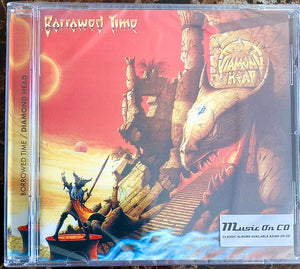 Borrowed Time
DIAMOND
HEAD
BORROWED TIME / DIAMOND HEAD
Music On CD
CLASSIC ALBUMS AVAILABLE AGAIN ON CD